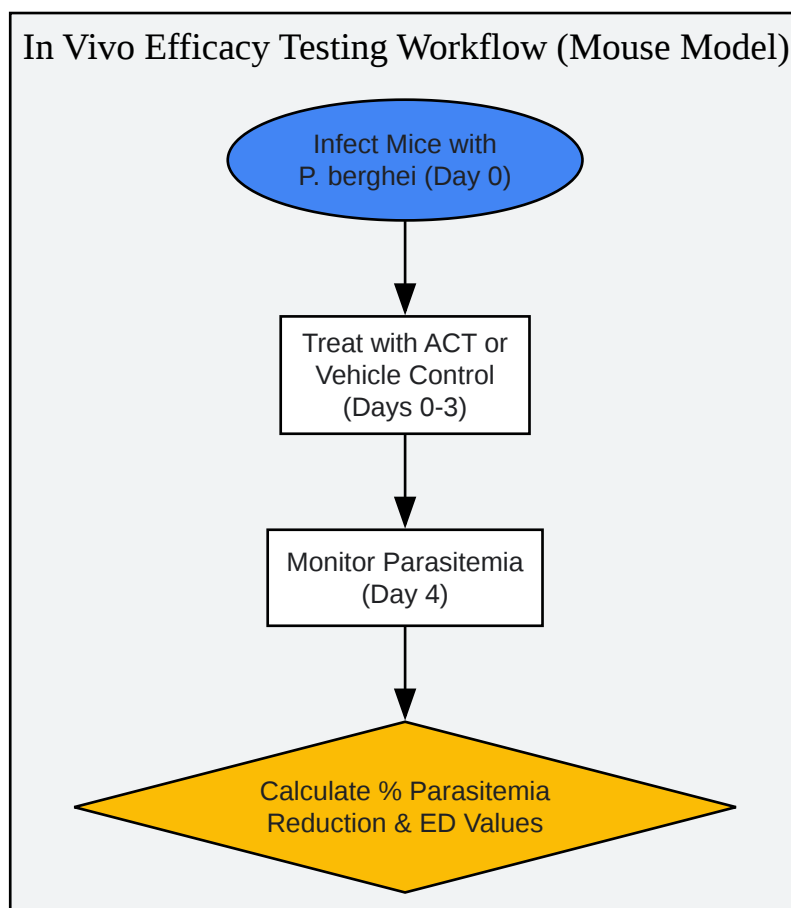 In Vivo Efficacy Testing Workflow (Mouse Model)
Infect Mice with
P. berghei (Day 0)
Treat with ACT or
Vehicle Control
(Days 0-3)
Monitor Parasitemia
(Day 4)
Calculate % Parasitemia
Reduction & ED Values